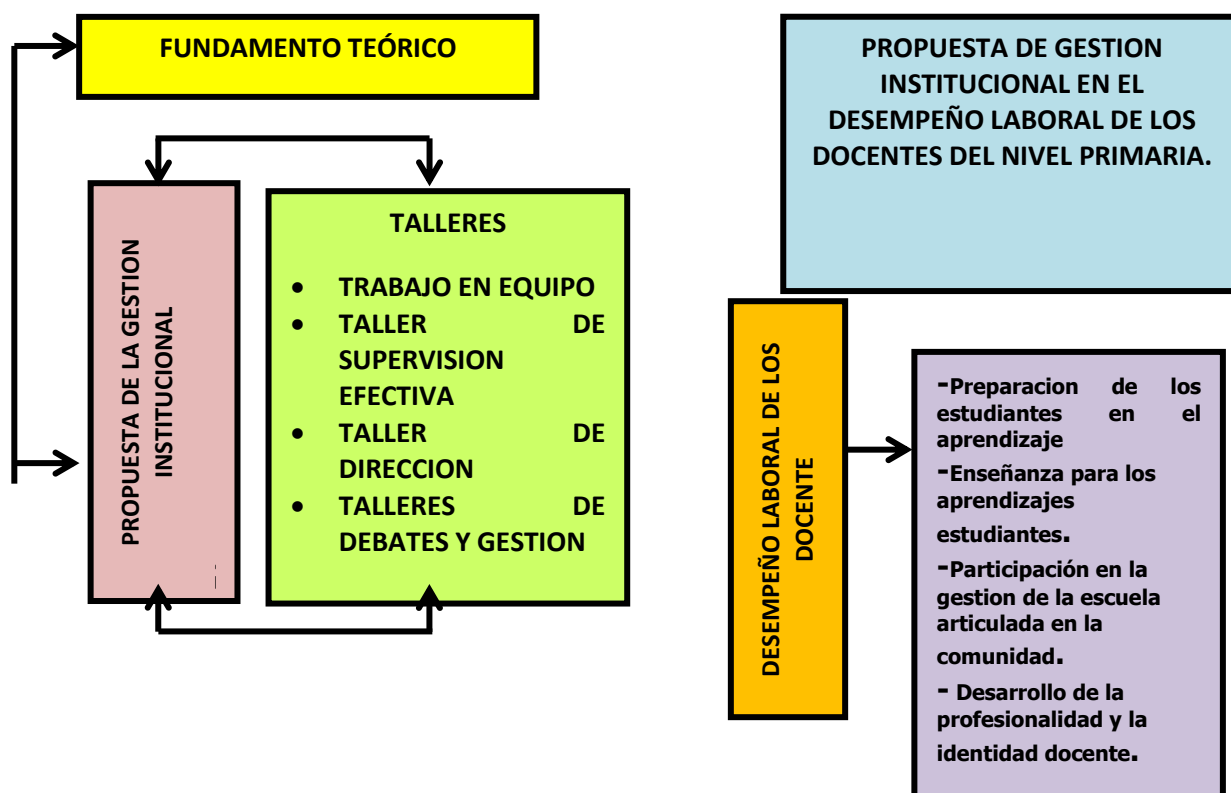 FUNDAMENTO TEÓRICO
PROPUESTA DE LA GESTION
INSTITUCIONAL
TALLERES
• TRABAJO EN EQUIPO
• TALLER DE
SUPERVISION
EFECTIVA
• TALLER DE
DIRECCION
• TALLERES DE
DEBATES Y GESTION
PROPUESTA DE GESTION
INSTITUCIONAL EN EL
DESEMPEÑO LABORAL DE LOS
DOCENTES DEL NIVEL PRIMARIA.
DESEMPEÑO LABORAL DE LOS
DOCENTE
-Preparacion de los
estudiantes en el
aprendizaje
-Enseñanza para los
aprendizajes
estudiantes.
-Participación en la
gestion de la escuela
articulada en la
comunidad.
- Desarrollo de la
profesionalidad y la
identidad docente.